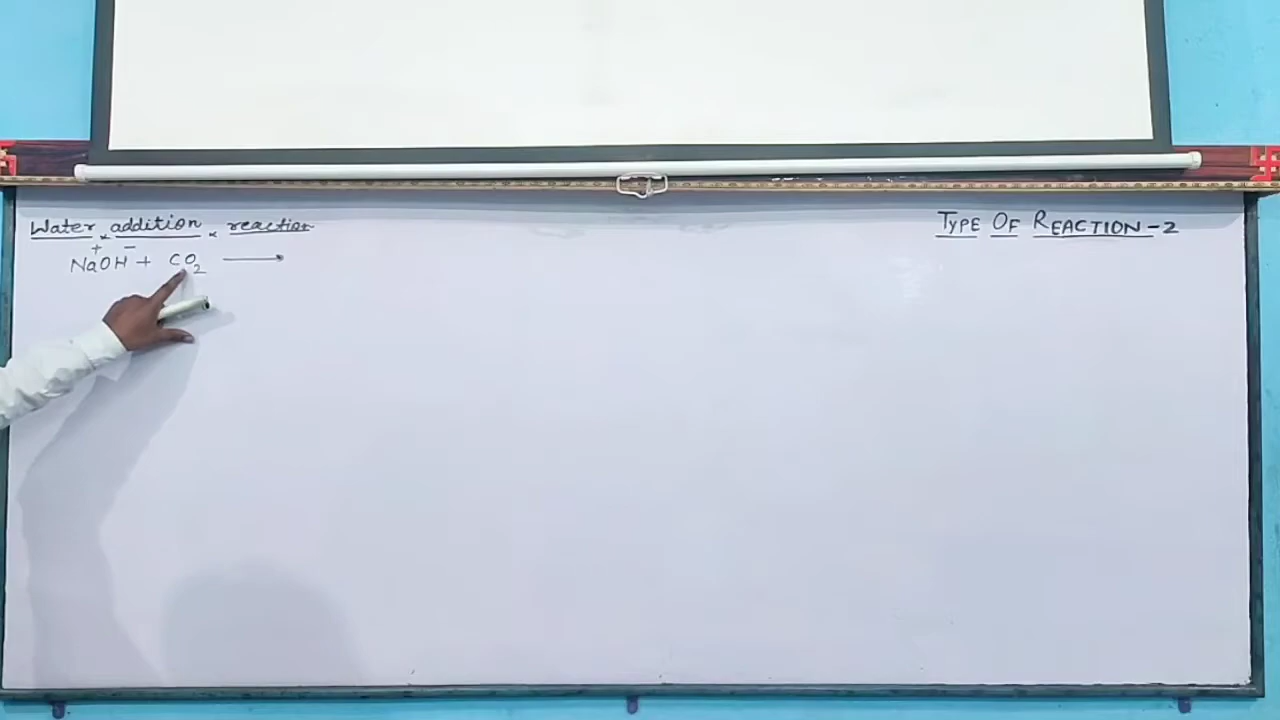 Water addition reaction
TYPE OF REACTION-2
+ -
NaOH + CO2 ⟶